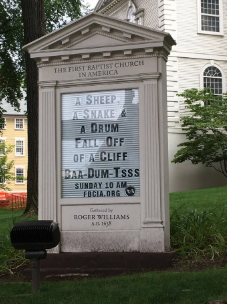 THE FIRST BAPTIST CHURCH
IN AMERICA
A SHEEP,
A SNAKE &
A DRUM
FALL OFF
OF A CLIFF
BAA-DUM-TSSS
SUNDAY 10 AM
FBCIA.ORG
Gathered by
ROGER WILLIAMS
A.D. 1638